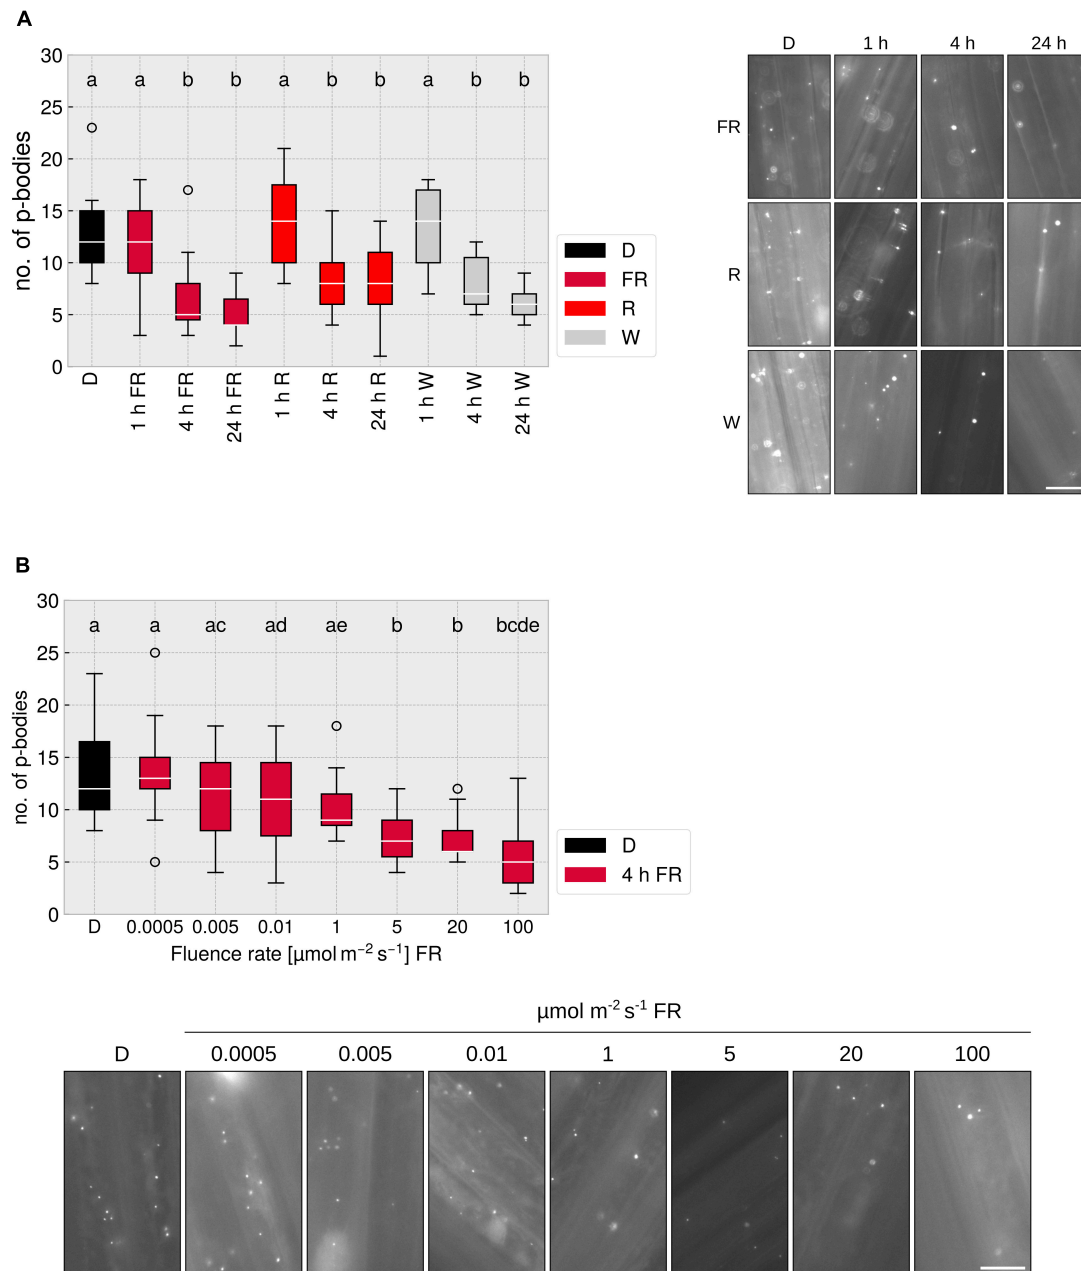 A
no. of p-bodies
30
25
20
15
10
5
0
a a b b a b b a b b
D
1 h FR
4 h FR
24 h FR
1 h R
4 h R
24 h R
1 h W
4 h W
24 h W
D
FR
R
W
D 1 h 4 h 24 h
FR
R
W
B
no. of p-bodies
30
25
20
15
10
5
0
a a ac ad ae b b bcde
D 0.0005 0.005 0.01 1 5 20 100
Fluence rate [µmol m⁻² s⁻¹] FR
D
4 h FR
µmol m⁻² s⁻¹ FR
D 0.0005 0.005 0.01 1 5 20 100